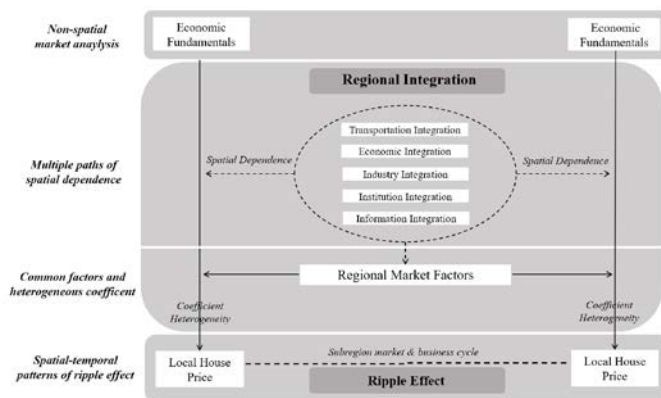 Non-spatial
market anaylysis
Economic
Fundamentals
Economic
Fundamentals
Regional Integration
Transportation Integration
Economic Integration
Industry Integration
Institution Integration
Information Integration
Spatial Dependence
Spatial Dependence
Multiple paths of
spatial dependence
Common factors and
heterogeneous coefficent
Regional Market Factors
Coefficient
Heterogeneity
Coefficient
Heterogeneity
Spatial-temporal
patterns of ripple effect
Local House
Price
Subregion market & business cycle
Local House
Price
Ripple Effect